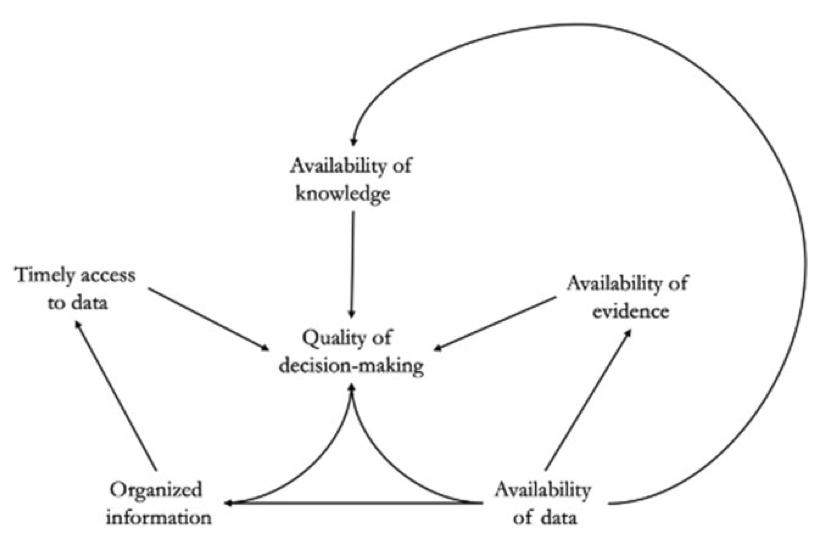 Availability of
knowledge
Timely access
to data
Availability of
evidence
Quality of
decision-making
Organized
information
Availability
of data